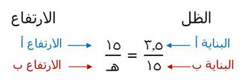 الظل الارتفاع
البناية أ ٣,٥ = ١٥ الارتفاع أ
البناية ب ١٥ هـ الارتفاع ب